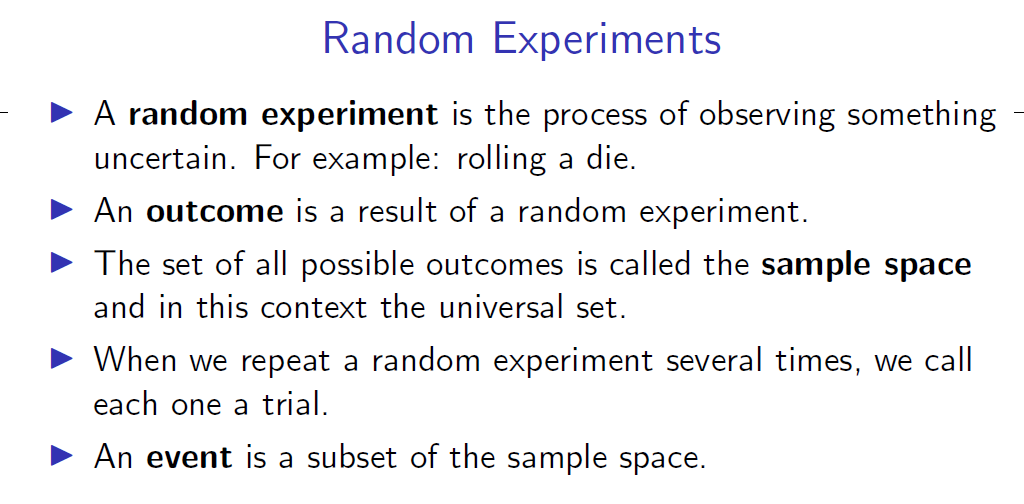 Random Experiments
A random experiment is the process of observing something
uncertain. For example: rolling a die.
An outcome is a result of a random experiment.
The set of all possible outcomes is called the sample space
and in this context the universal set.
When we repeat a random experiment several times, we call
each one a trial.
An event is a subset of the sample space.